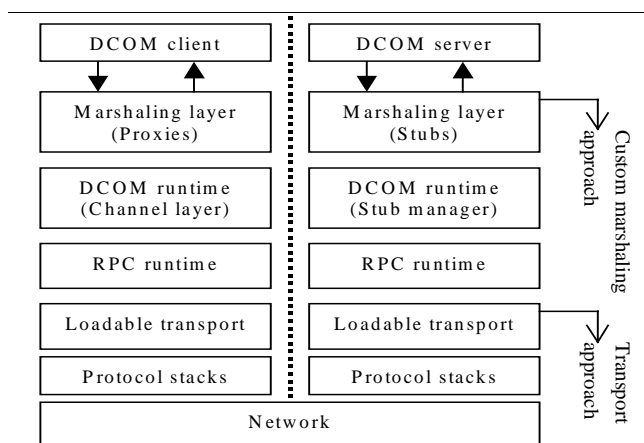 DCOM client
Marshaling layer
(Proxies)
DCOM runtime
(Channel layer)
RPC runtime
Loadable transport
Protocol stacks
DCOM server
Marshaling layer
(Stubs)
DCOM runtime
(Stub manager)
RPC runtime
Loadable transport
Protocol stacks
Network
Custom marshaling
approach
Transport
approach